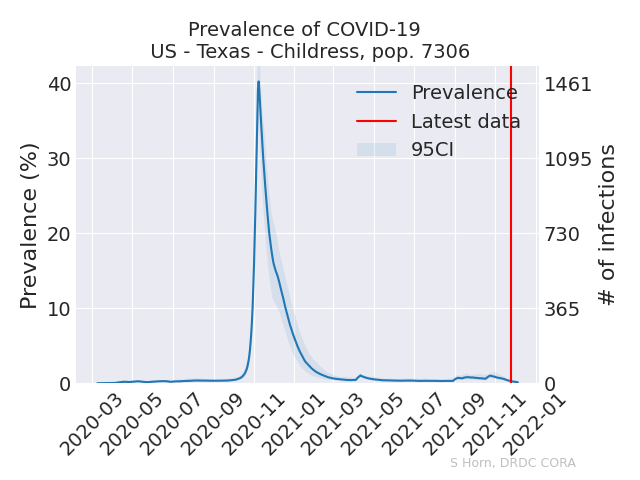 Prevalence of COVID-19
US - Texas - Childress, pop. 7306
Prevalence (%)
40
30
20
10
0
Prevalence
Latest data
95CI
1461
1095
730
365
0
# of infections
2020-03
2020-05
2020-07
2020-09
2020-11
2021-01
2021-03
2021-05
2021-07
2021-09
2021-11
2022-01
S Horn, DRDC CORA